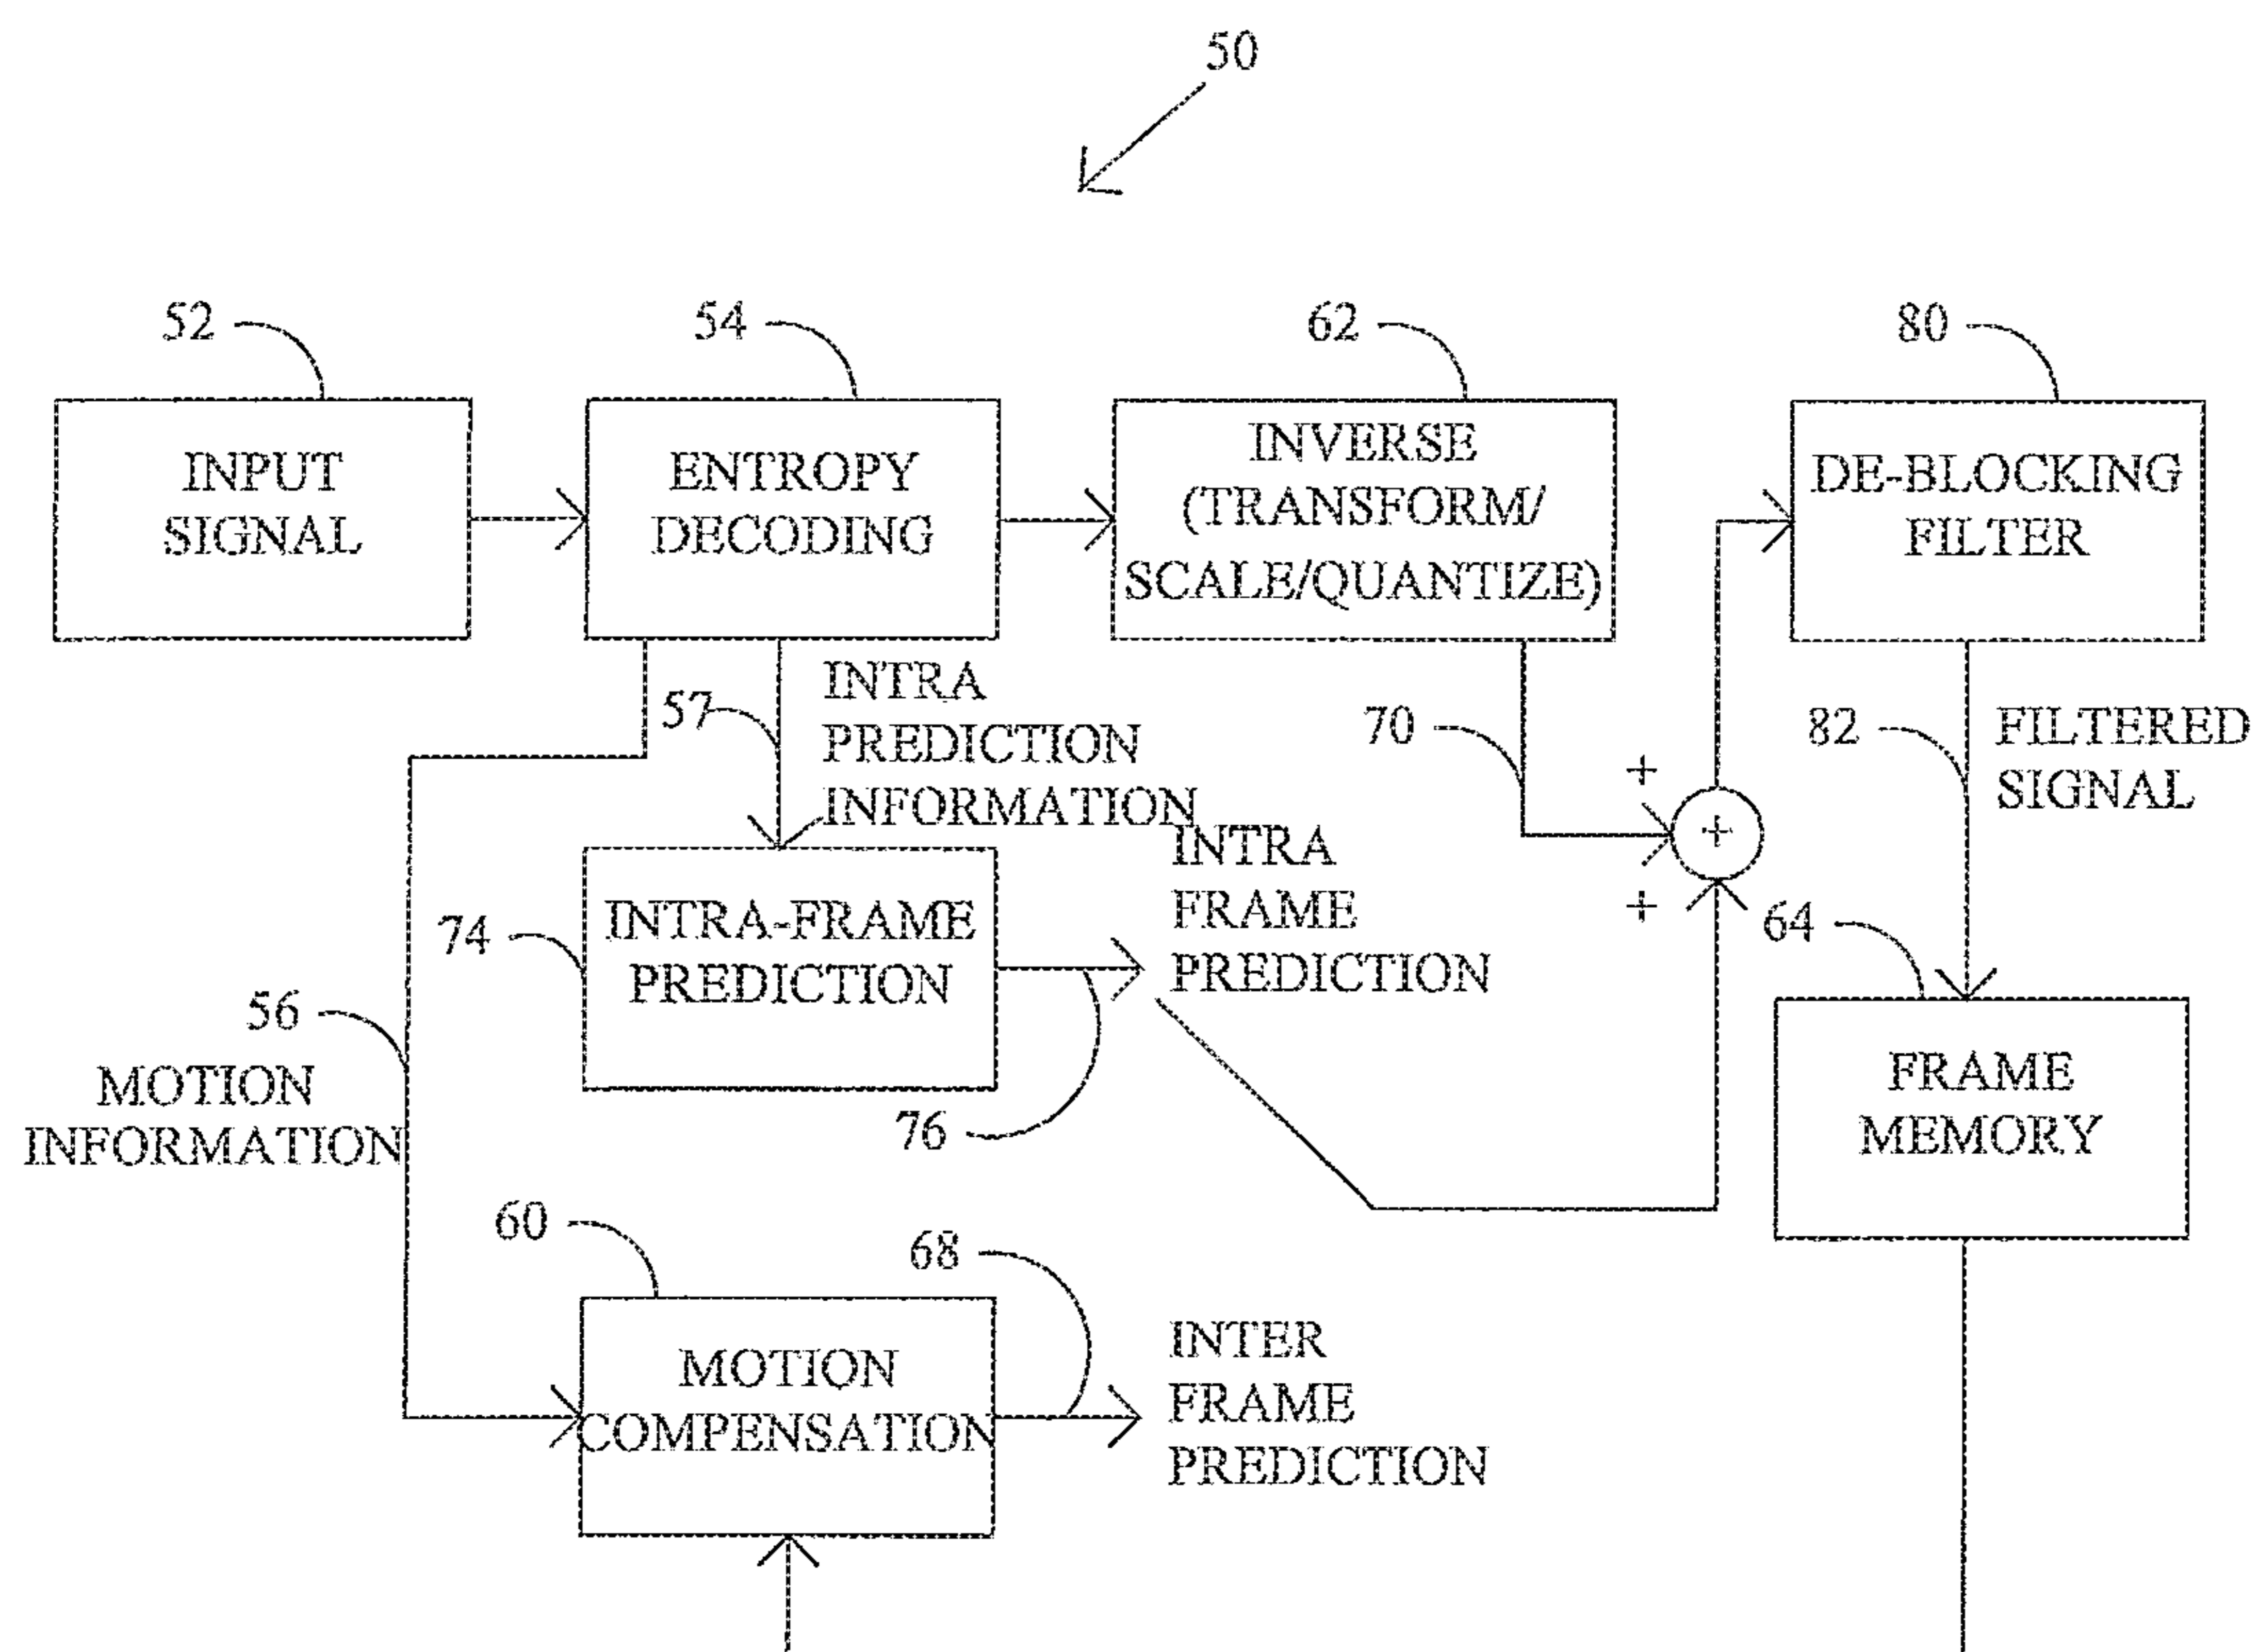 50
52
54
62
80
INPUT
SIGNAL
ENTROPY
DECODING
INVERSE
(TRANSFORM/
SCALE/QUANTIZE)
DE-BLOCKING
FILTER
57
INTRA
PREDICTION
INFORMATION
70
+
+
+
82
FILTERED
SIGNAL
74
INTRA-FRAME
PREDICTION
76
INTRA
FRAME
PREDICTION
64
FRAME
MEMORY
56
MOTION
INFORMATION
60
MOTION
COMPENSATION
68
INTER
FRAME
PREDICTION